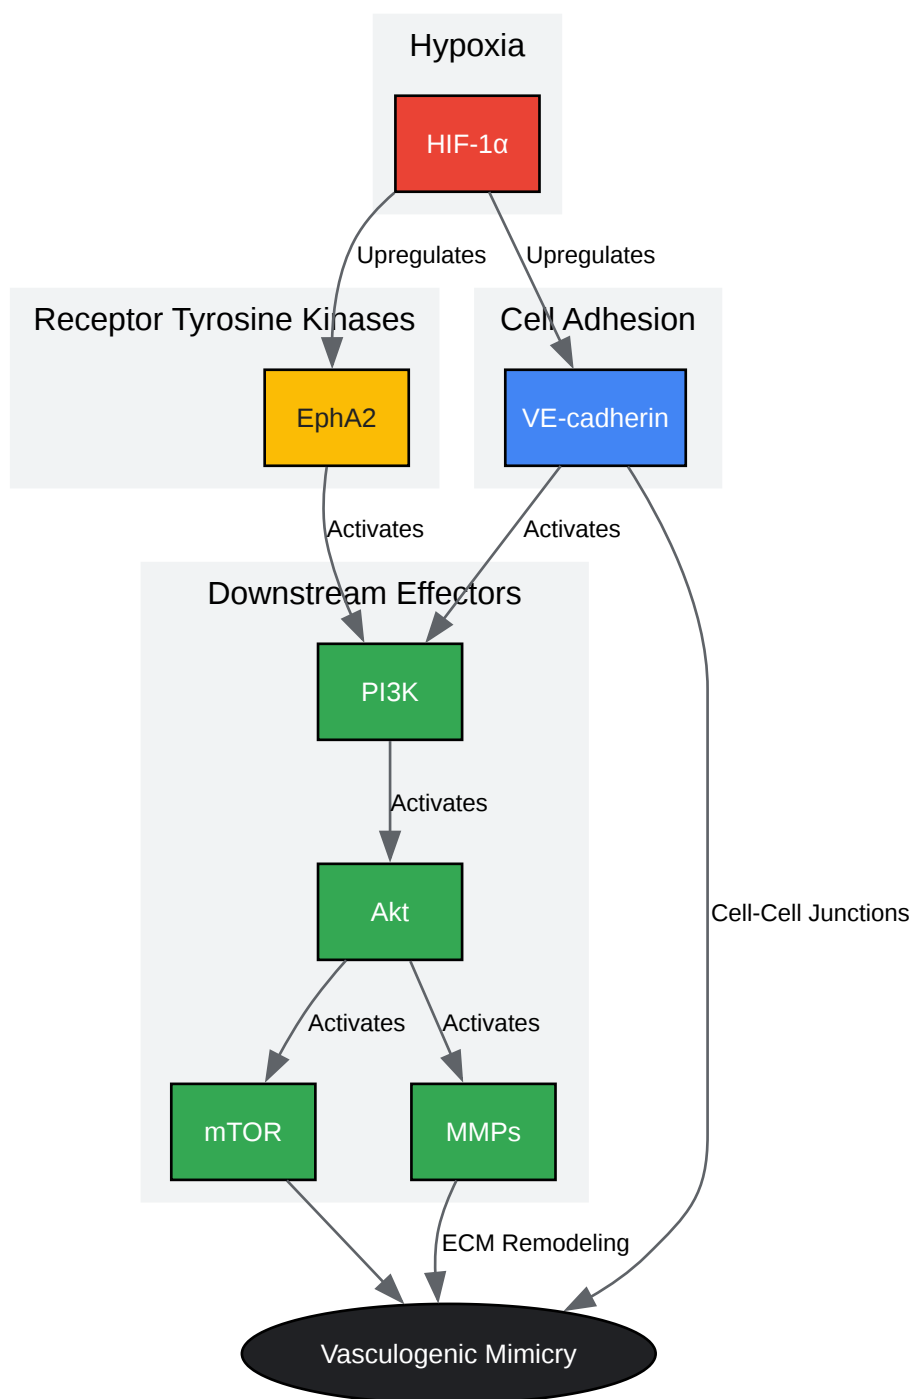 Hypoxia
HIF-1α
Upregulates
Upregulates
Receptor Tyrosine Kinases
Cell Adhesion
EphA2
VE-cadherin
Activates
Activates
Downstream Effectors
PI3K
Activates
Akt
Cell-Cell Junctions
Activates
Activates
mTOR
MMPs
ECM Remodeling
Vasculogenic Mimicry